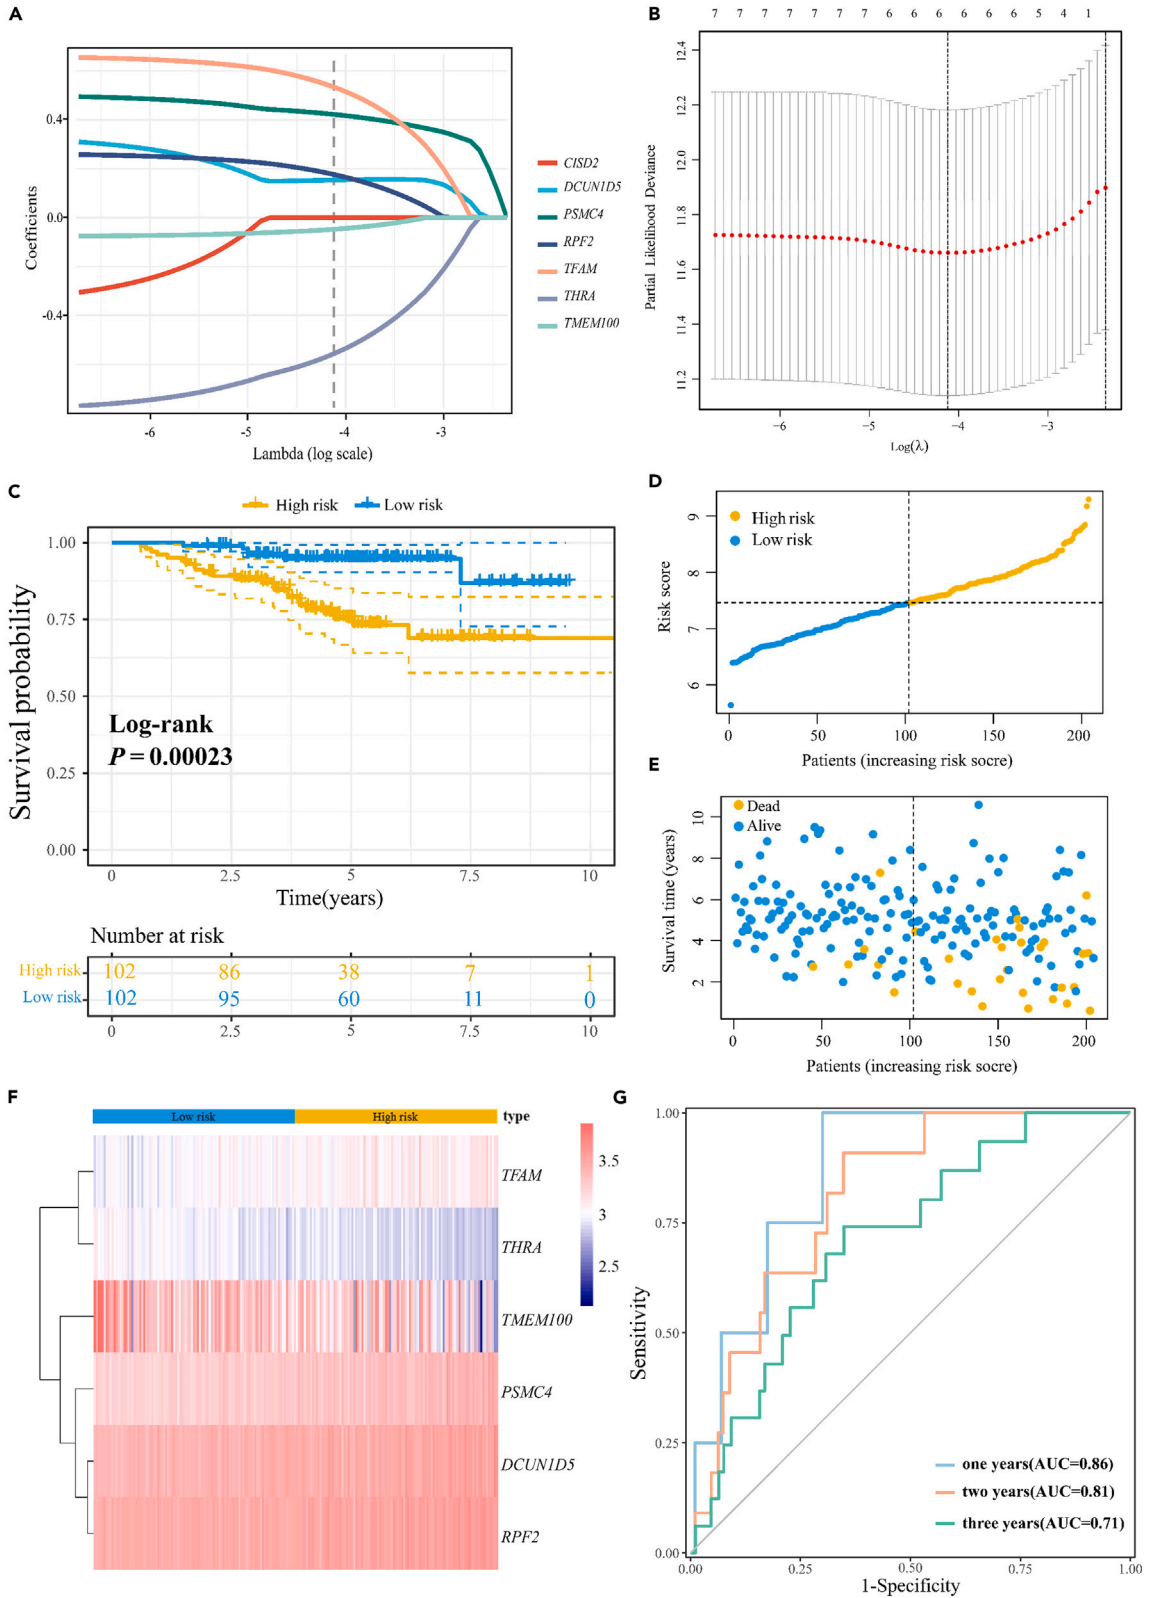 A
0.4
0.0
-0.4
Coefficients
-6
-5
-4
-3
Lambda (log scale)
CISD2
DCUN1D5
PSMC4
RPF2
TFAM
THRA
TMEM100
B
7 7 7 7 7 7 7 6 6 6 6 6 6 5 4 1
12.4
12.2
12.0
11.8
11.6
11.4
11.2
Partial Likelihood Deviance
−6
−5
−4
−3
Log(λ)
C
High risk
Low risk
1.00
0.75
0.50
0.25
0.00
Survival probability
Log-rank
P = 0.00023
0 2.5 5 7.5 10
Time(years)
Number at risk
High risk 102 86 38 7 1
Low risk 102 95 60 11 0
0 2.5 5 7.5 10
D
High risk
Low risk
9
8
7
6
Risk score
0 50 100 150 200
Patients (increasing risk socre)
E
Dead
Alive
10
8
6
4
2
Survival time (years)
0 50 100 150 200
Patients (increasing risk socre)
F
Low risk
High risk
type
TFAM
THRA
TMEM100
PSMC4
DCUN1D5
RPF2
3.5
3
2.5
G
1.00
0.75
0.50
0.25
0.00
Sensitivity
one years(AUC=0.86)
two years(AUC=0.81)
three years(AUC=0.71)
0.00 0.25 0.50 0.75 1.00
1-Specificity